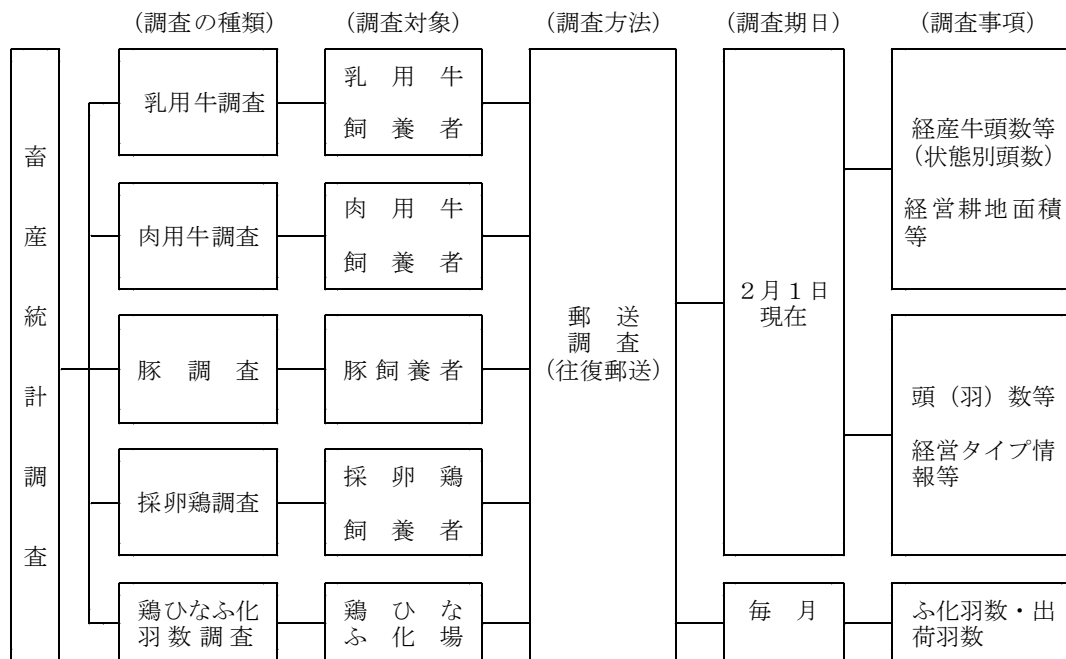 (調査の種類) (調査対象) (調査方法) (調査期日) (調査事項)
畜産統計調査
乳用牛調査
乳用牛
飼養者
肉用牛調査
肉用牛
飼養者
豚調査
豚飼養者
採卵鶏調査
採卵鶏
飼養者
鶏ひなふ化
羽数調査
鶏ひな
ふ化場
郵送
調査
(往復郵送)
2月1日
現在
毎月
経産牛頭数等
(状態別頭数)
経営耕地面積
等
頭(羽)数等
経営タイプ情
報等
ふ化羽数・出
荷羽数